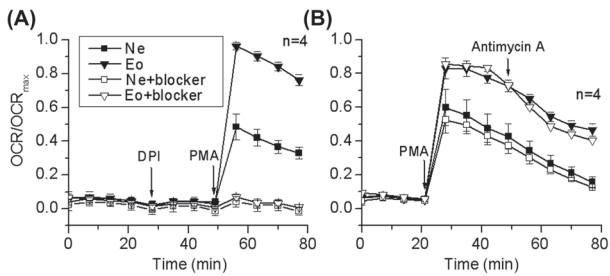 (A)
(B)
1.0
0.8
0.6
0.4
0.2
0.0
OCR/OCRmax
Ne
Eo
Ne+blocker
Eo+blocker
n=4
DPI
PMA
0 20 40 60 80
Time (min)
Antimycin A
n=4
PMA
0 20 40 60 80
Time (min)